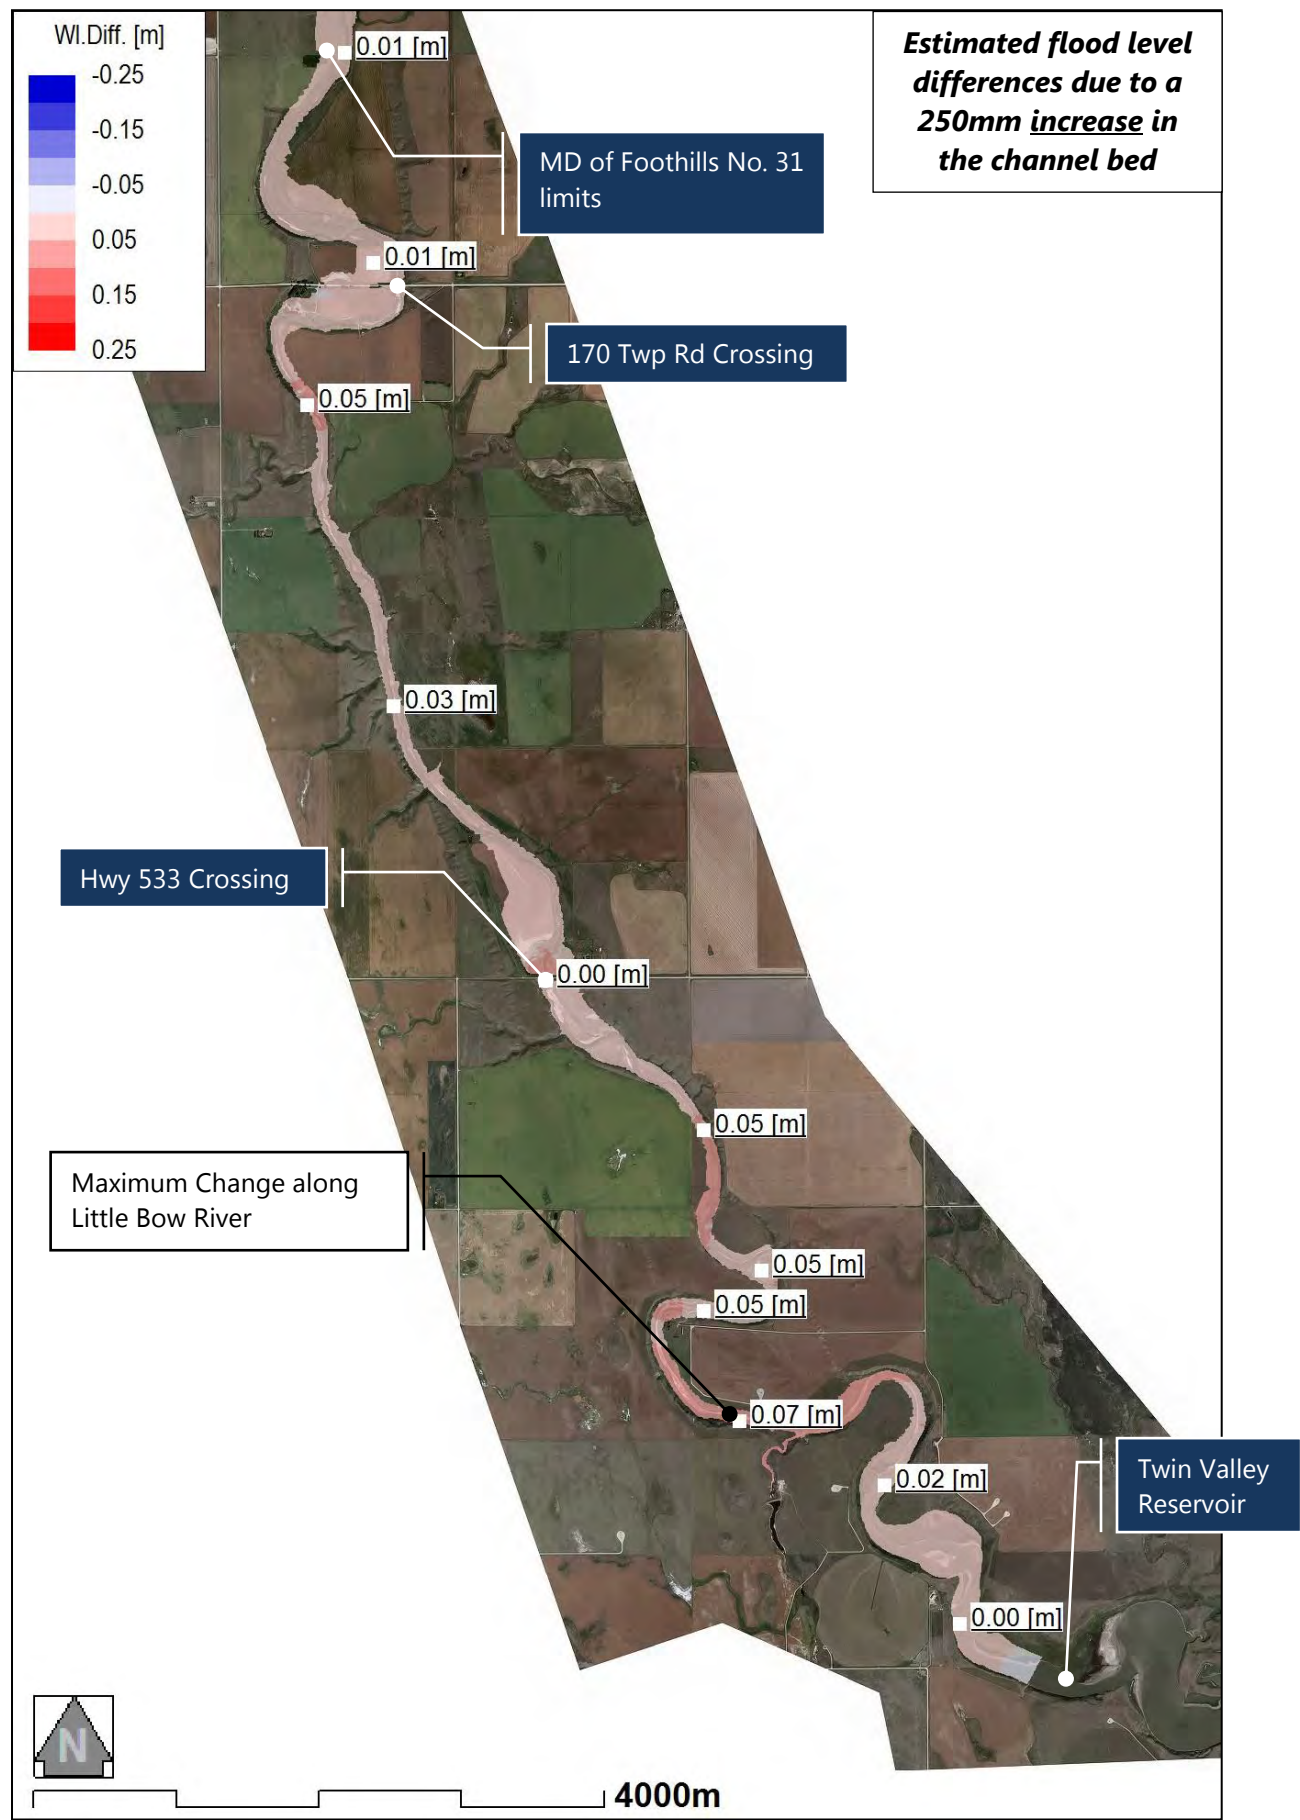 Wl.Diff. [m]
-0.25
-0.15
-0.05
0.05
0.15
0.25
Estimated flood level
differences due to a
250mm increase in
the channel bed
0.01 [m]
MD of Foothills No. 31
limits
0.01 [m]
170 Twp Rd Crossing
0.05 [m]
0.03 [m]
Hwy 533 Crossing
0.00 [m]
0.05 [m]
Maximum Change along
Little Bow River
0.05 [m]
0.05 [m]
0.07 [m]
0.02 [m]
Twin Valley
Reservoir
0.00 [m]
N
4000m